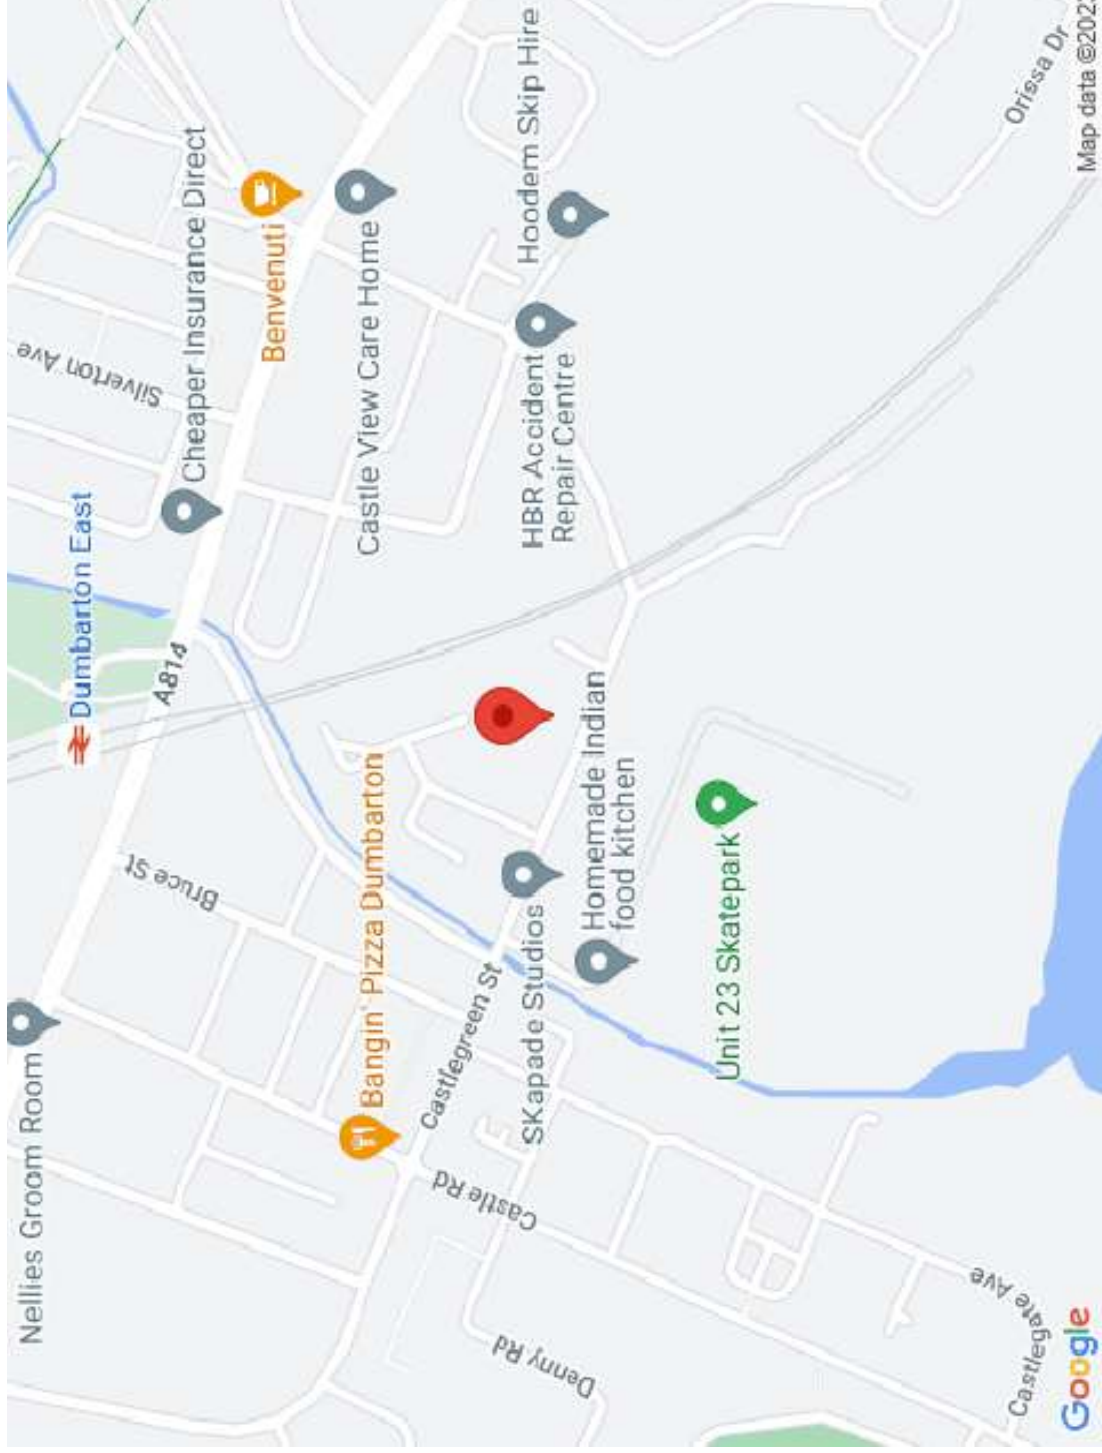 Nellies Groom Room
Dumbarton East
A814
Silverton Ave
Cheaper Insurance Direct
Benvenuti
Bruce St
Bangin' Pizza Dumbarton
Castle View Care Home
Castlegreen St
Castle Rd
SKapade Studios
Homemade Indian
food kitchen
HBR Accident
Repair Centre
Hoodem Skip Hire
Denny Rd
Unit 23 Skatepark
Castlegate Ave
Orissa Dr
Google
Map data ©2023